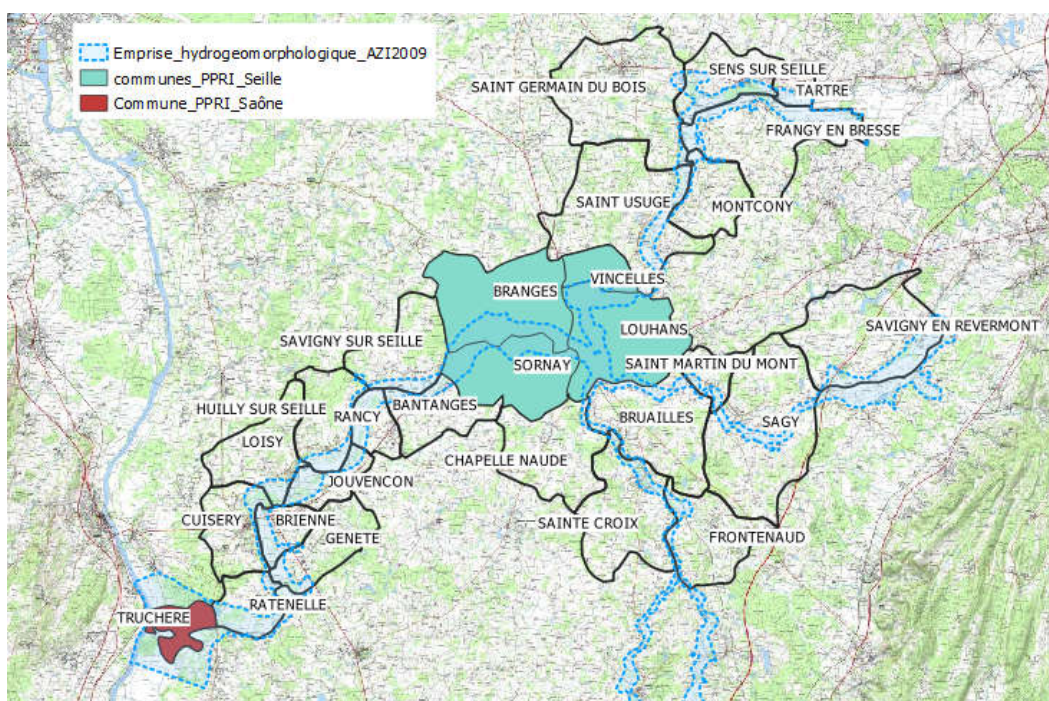 Emprise_hydrogeomorphologique_AZI2009
communes_PPRI_Seille
Commune_PPRI_Saône
SENS SUR SEILLE
SAINT GERMAIN DU BOIS
TARTRE
FRANGY EN BRESSE
SAINT USUGE
MONTCONY
VINCELLES
BRANGES
LOUHANS
SAVIGNY EN REVERMONT
SAVIGNY SUR SEILLE
SORNAY
SAINT MARTIN DU MONT
HUILLY SUR SEILLE
RANCY
BANTANGES
BRUAILLES
SAGY
LOISY
CHAPELLE NAUDE
JOUVENCON
CUISERY
BRIENNE
SAINTE CROIX
GENETE
FRONTENAUD
RATENELLE
TRUCHERE